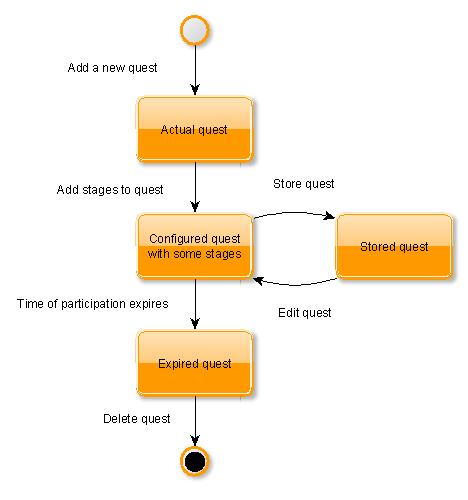 Add a new quest
Actual quest
Add stages to quest
Store quest
Configured quest
with some stages
Stored quest
Time of participation expires
Edit quest
Expired quest
Delete quest